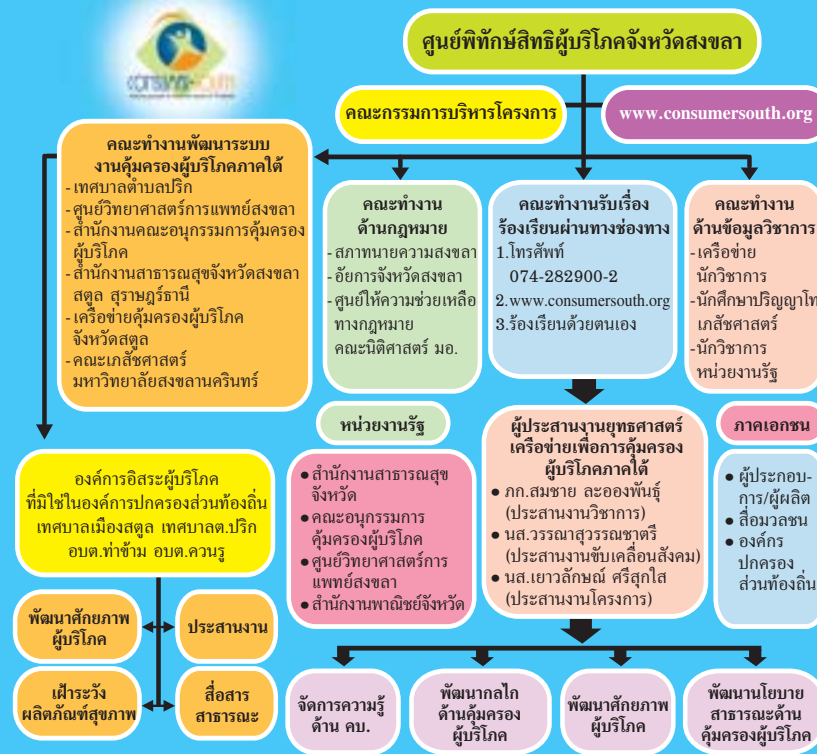 ศูนย์พิทักษ์สิทธิผู้บริโภคจังหวัดสงขลา
คณะกรรมการบริหารโครงการ
www.consumersouth.org
คณะทำงานพัฒนาระบบ
งานคุ้มครองผู้บริโภคภาคใต้
-เทศบาลตำบลปริก
-ศูนย์วิทยาศาสตร์การแพทย์สงขลา
-สำนักงานคณะอนุกรรมการคุ้มครอง
ผู้บริโภค
-สำนักงานสาธารณสุขจังหวัดสงขลา
สตูล สุราษฎร์ธานี
-เครือข่ายคุ้มครองผู้บริโภค
จังหวัดสตูล
-คณะเภสัชศาสตร์
มหาวิทยาลัยสงขลานครินทร์
คณะทำงาน
ด้านกฎหมาย
-สภาทนายความสงขลา
-อัยการจังหวัดสงขลา
-ศูนย์ให้ความช่วยเหลือ
ทางกฎหมาย
คณะนิติศาสตร์ มอ.
คณะทำงานรับเรื่อง
ร้องเรียนผ่านทางช่องทาง
1.โทรศัพท์
074-282900-2
2.www.consumersouth.org
3.ร้องเรียนด้วยตนเอง
คณะทำงาน
ด้านข้อมูลวิชาการ
-เครือข่าย
นักวิชาการ
-นักศึกษาปริญญาโท
เภสัชศาสตร์
-นักวิชาการ
หน่วยงานรัฐ
หน่วยงานรัฐ
● สำนักงานสาธารณสุข
จังหวัด
● คณะอนุกรรมการ
คุ้มครองผู้บริโภค
● ศูนย์วิทยาศาสตร์การ
แพทย์สงขลา
● สำนักงานพาณิชย์จังหวัด
ผู้ประสานงานยุทธศาสตร์
เครือข่ายเพื่อการคุ้มครอง
ผู้บริโภคภาคใต้
● ภก.สมชาย ละอองพันธุ์
(ประสานงานวิชาการ)
● นส.วรรณาสุวรรณชาตรี
(ประสานงานขับเคลื่อนสังคม)
● นส.เยาวลักษณ์ ศรีสุกใส
(ประสานงานโครงการ)
ภาคเอกชน
● ผู้ประกอบ-
การ/ผู้ผลิต
● สื่อมวลชน
● องค์กร
ปกครอง
ส่วนท้องถิ่น
องค์การอิสระผู้บริโภค
ที่มิใช่ในองค์การปกครองส่วนท้องถิ่น
เทศบาลเมืองสตูล เทศบาลต.ปริก
อบต.ท่าข้าม อบต.ควนรู
พัฒนาศักยภาพ
ผู้บริโภค
ประสานงาน
เฝ้าระวัง
ผลิตภัณฑ์สุขภาพ
สื่อสาร
สาธารณะ
จัดการความรู้
ด้าน คบ.
พัฒนากลไก
ด้านคุ้มครอง
ผู้บริโภค
พัฒนาศักยภาพ
ผู้บริโภค
พัฒนานโยบาย
สาธารณะด้าน
คุ้มครองผู้บริโภค